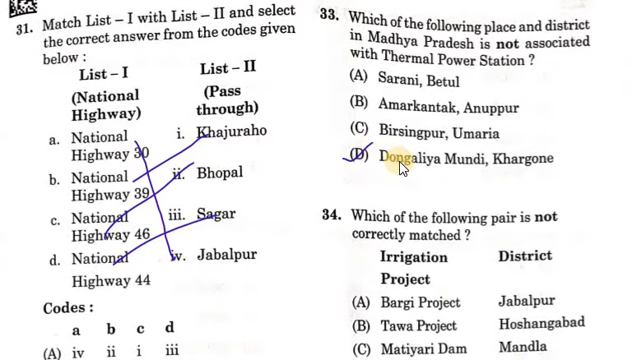 31. Match List – I with List – II and select
the correct answer from the codes given
below :
List – I List – II
(National (Pass
Highway) through)
a. National i. Khajuraho
Highway 30
b. National ii. Bhopal
Highway 39
c. National iii. Sagar
Highway 46
d. National iv. Jabalpur
Highway 44
Codes :
a b c d
(A) iv ii i iii
33. Which of the following place and district
in Madhya Pradesh is not associated
with Thermal Power Station ?
(A) Sarani, Betul
(B) Amarkantak, Anuppur
(C) Birsingpur, Umaria
(D) Dongaliya Mundi, Khargone
34. Which of the following pair is not
correctly matched ?
Irrigation District
Project
(A) Bargi Project Jabalpur
(B) Tawa Project Hoshangabad
(C) Matiyari Dam Mandla